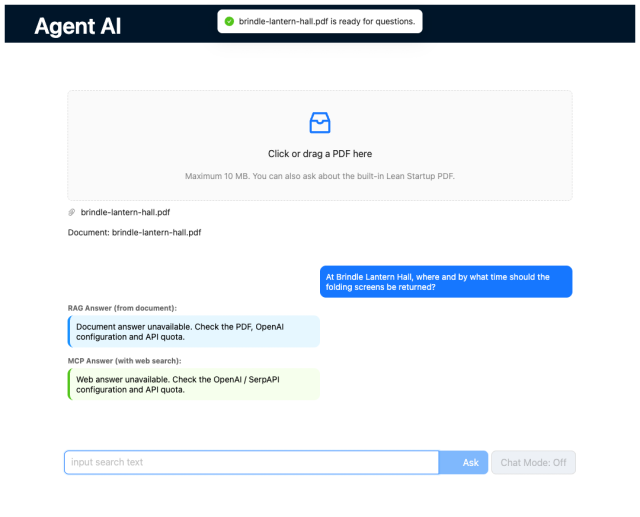 Agent AI
brindle-lantern-hall.pdf is ready for questions.
Click or drag a PDF here
Maximum 10 MB. You can also ask about the built-in Lean Startup PDF.
brindle-lantern-hall.pdf
Document: brindle-lantern-hall.pdf
At Brindle Lantern Hall, where and by what time should the
folding screens be returned?
RAG Answer (from document):
Document answer unavailable. Check the PDF, OpenAI
configuration and API quota.
MCP Answer (with web search):
Web answer unavailable. Check the OpenAI / SerpAPI
configuration and API quota.
input search text
Ask
Chat Mode: Off